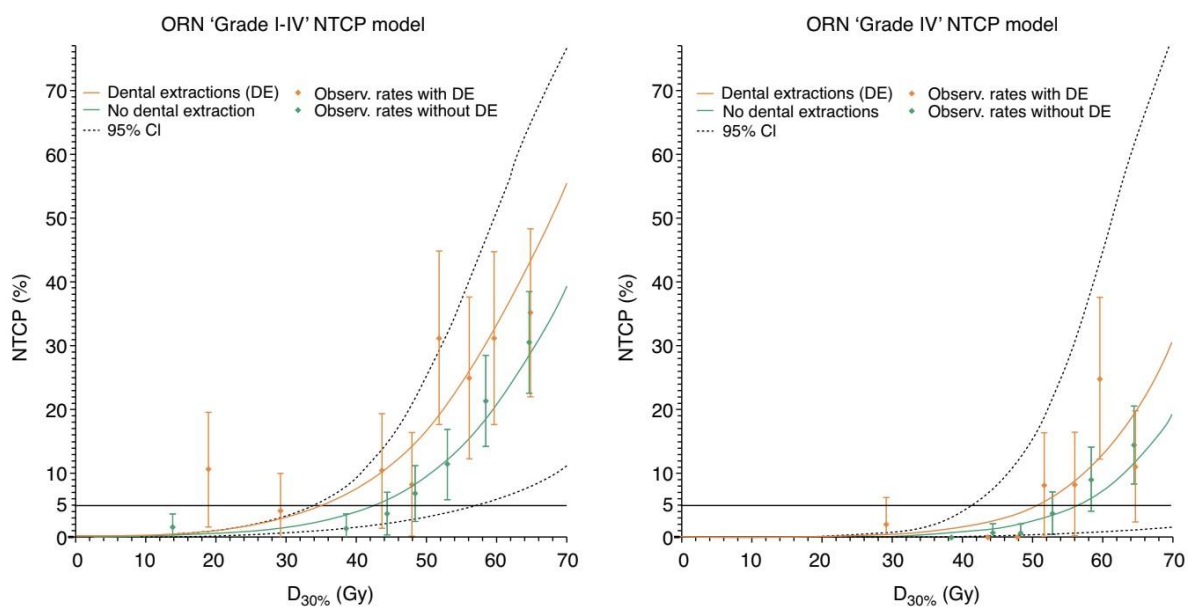 ORN ‘Grade I-IV’ NTCP model
Dental extractions (DE)
No dental extraction
95% CI
Observ. rates with DE
Observ. rates without DE
NTCP (%)
70
60
50
40
30
20
10
5
0
0 10 20 30 40 50 60 70
D30% (Gy)
ORN ‘Grade IV’ NTCP model
Dental extractions (DE)
No dental extractions
95% CI
Observ. rates with DE
Observ. rates without DE
NTCP (%)
70
60
50
40
30
20
10
5
0
0 10 20 30 40 50 60 70
D30% (Gy)